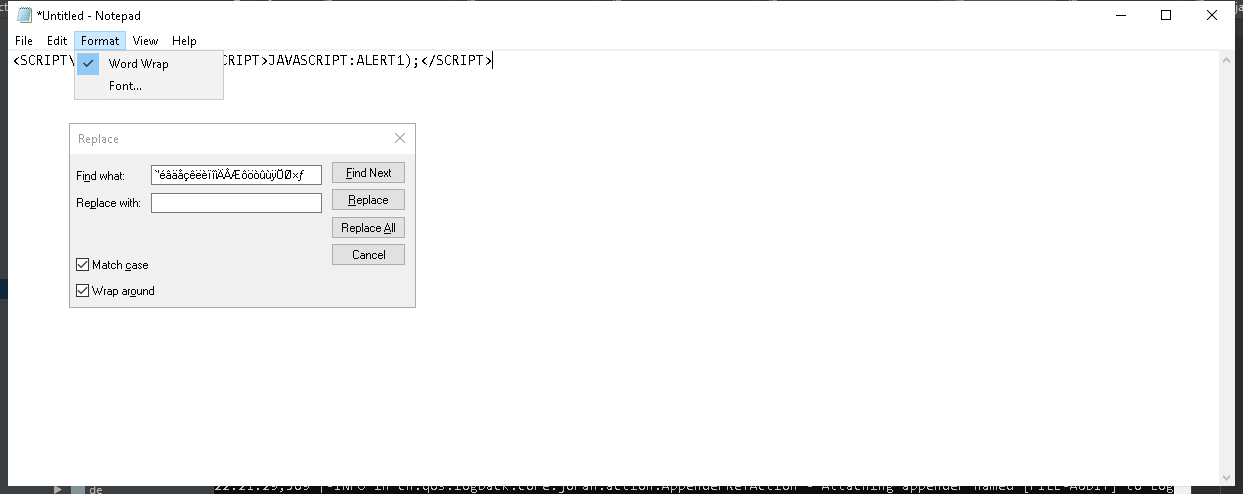 *Untitled - Notepad
File Edit Format View Help
<SCRIPT\ CRIPT>JAVASCRIPT:ALERT1);</SCRIPT>
Word Wrap
Font...
Replace
Find what: `'éâäåçêëèïîìÄÅÆôöòûùÿÜØ×ƒ Find Next
Replace with: Replace
Replace All
Cancel
Match case
Wrap around
de 22:21:29,569 |-INFO in ch.qos.logback.core.joran.action.AppenderRefAction - Attaching appender named [FILE-AUDIT] to Log